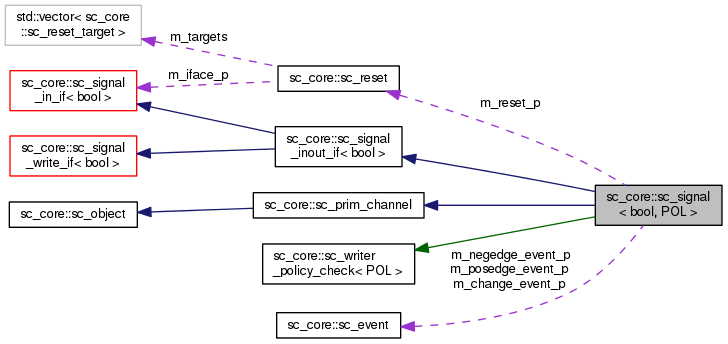 std::vector< sc_core
::sc_reset_target >
m_targets
sc_core::sc_signal
_in_if< bool >
m_iface_p
sc_core::sc_reset
m_reset_p
sc_core::sc_signal
_write_if< bool >
sc_core::sc_signal
_inout_if< bool >
sc_core::sc_object
sc_core::sc_prim_channel
sc_core::sc_signal
< bool, POL >
sc_core::sc_writer
_policy_check< POL >
m_negedge_event_p
m_posedge_event_p
m_change_event_p
sc_core::sc_event